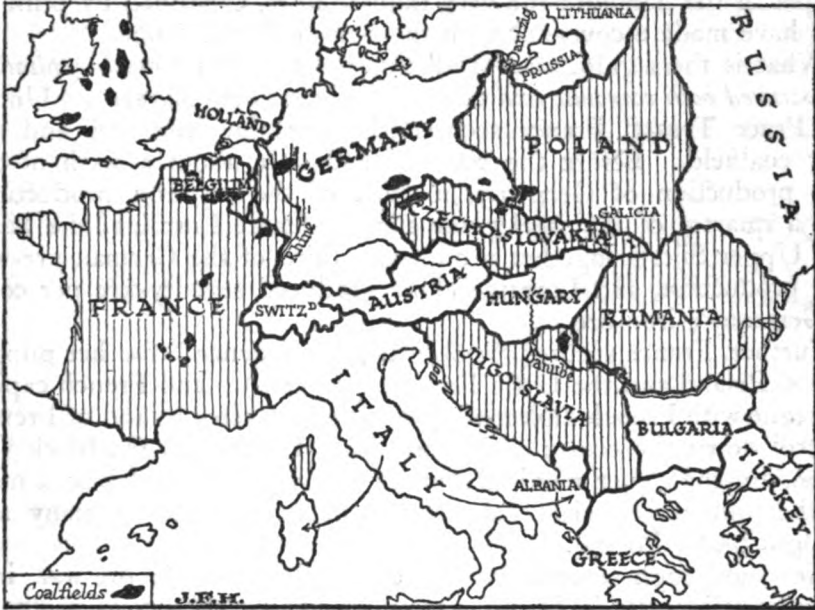 LITHUANIA
RUSSIA
Dantzig
PRUSSIA
HOLLAND
GERMANY
POLAND
BELGIUM
GALICIA
CZECHO-SLOVAKIA
Rhine
FRANCE
SWITZD
AUSTRIA
HUNGARY
RUMANIA
JUGO-SLAVIA
Danube
ITALY
BULGARIA
ALBANIA
TURKEY
GREECE
Coalfields
J.F.H.